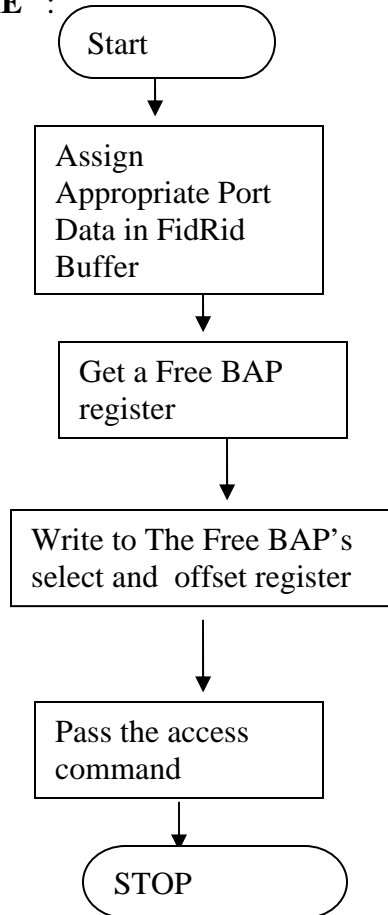 E :
Start
Assign
Appropriate Port
Data in FidRid
Buffer
Get a Free BAP
register
Write to The Free BAP's
select and offset register
Pass the access
command
STOP